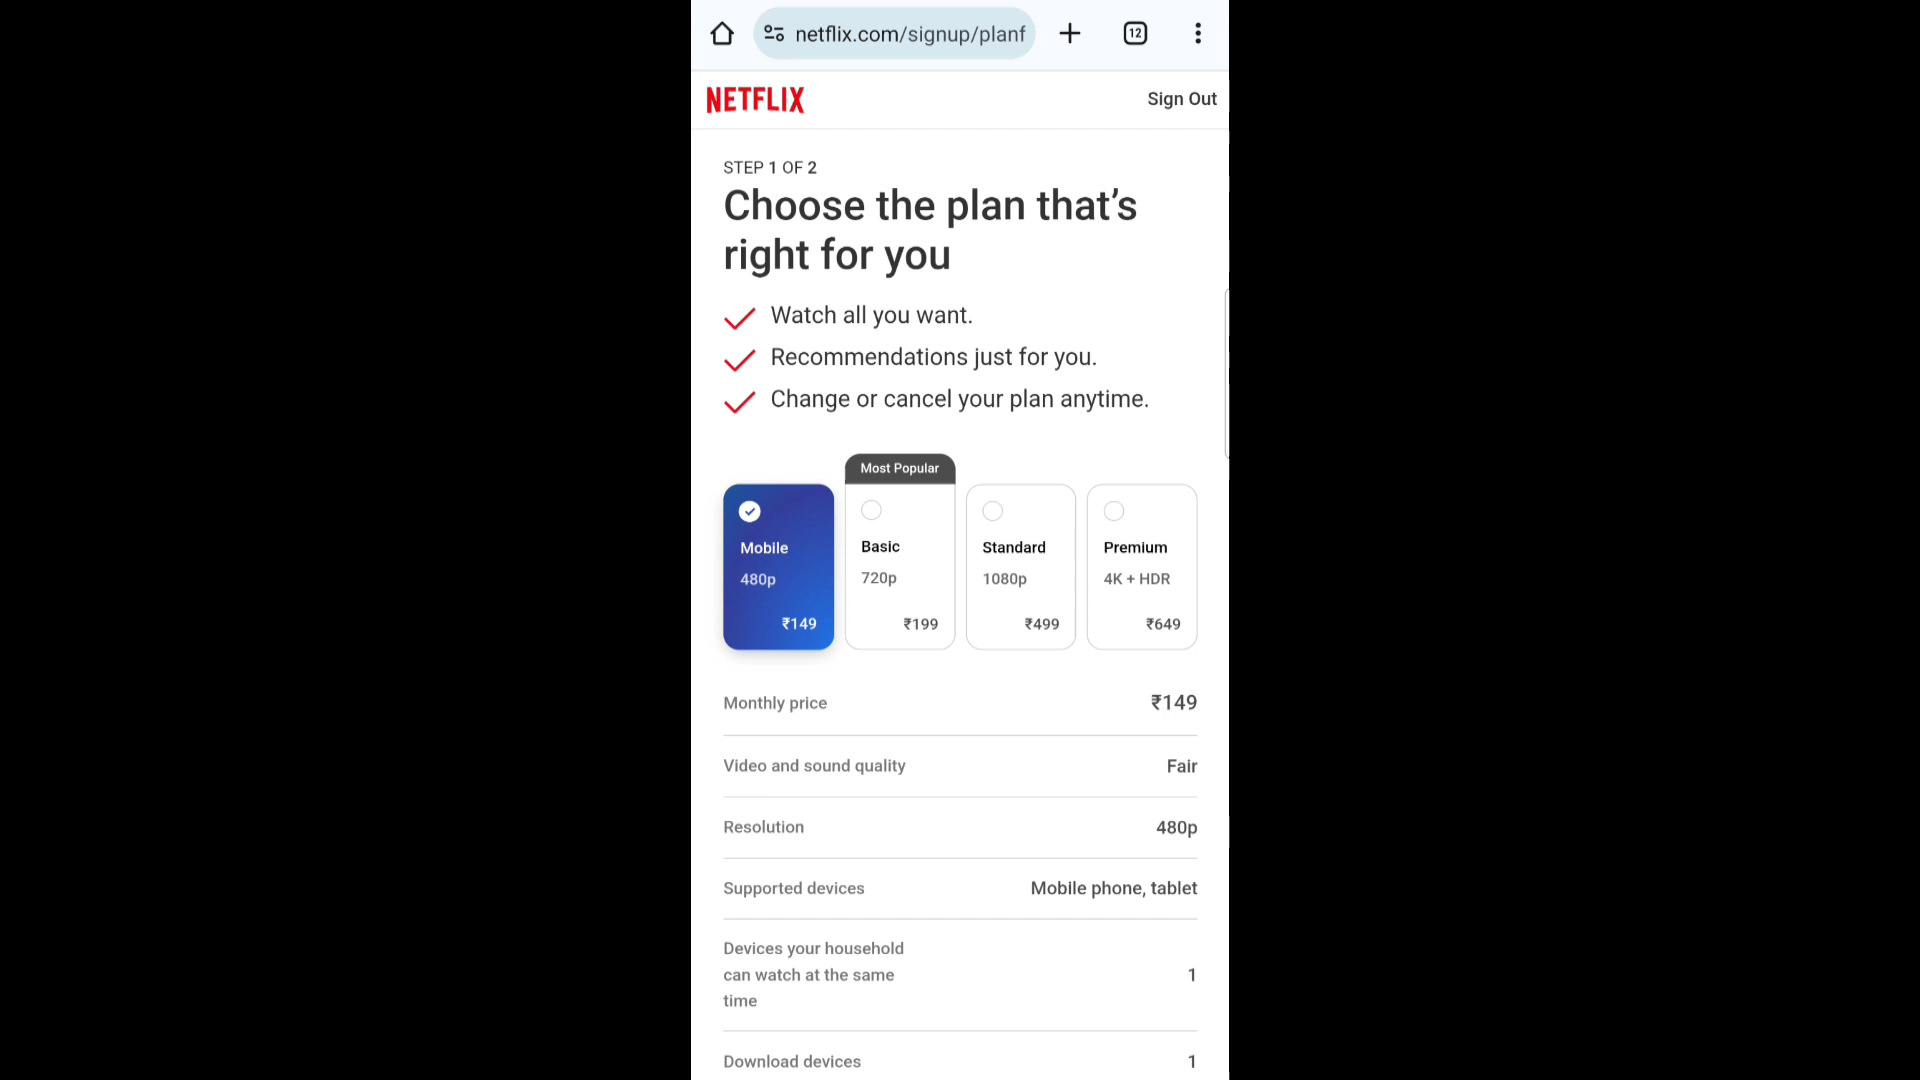 netflix.com/signup/planf
12
NETFLIX
Sign Out
STEP 1 OF 2
Choose the plan that’s
right for you
Watch all you want.
Recommendations just for you.
Change or cancel your plan anytime.
Most Popular
Mobile
480p
₹149
Basic
720p
₹199
Standard
1080p
₹499
Premium
4K + HDR
₹649
Monthly price ₹149
Video and sound quality Fair
Resolution 480p
Supported devices Mobile phone, tablet
Devices your household
can watch at the same 1
time
Download devices 1